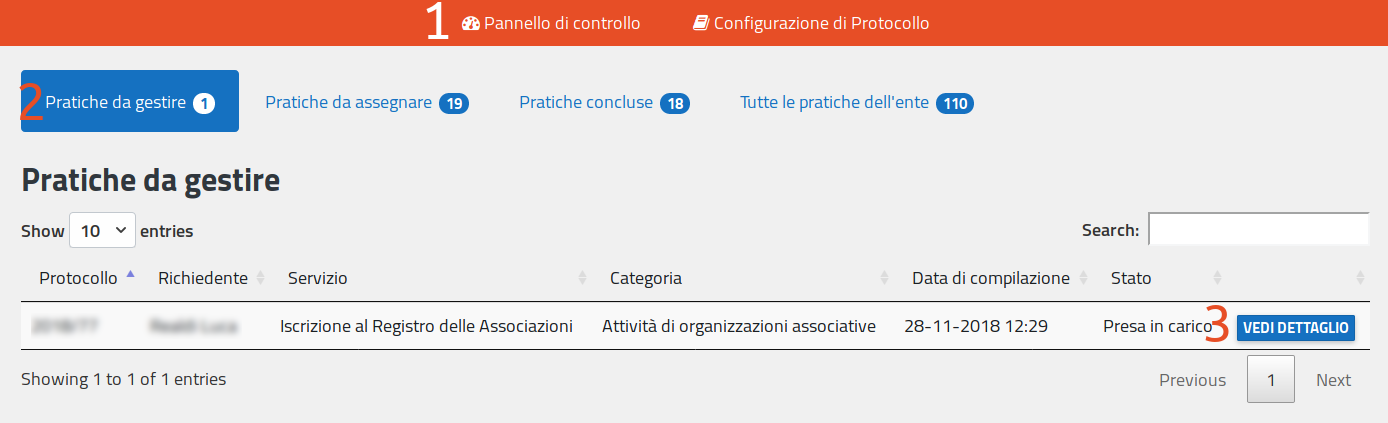 1 Pannello di controllo Configurazione di Protocollo
2 Pratiche da gestire 1 Pratiche da assegnare 19 Pratiche concluse 18 Tutte le pratiche dell'ente 110
Pratiche da gestire
Show 10 entries Search:
Protocollo Richiedente Servizio Categoria Data di compilazione Stato
Iscrizione al Registro delle Associazioni Attività di organizzazioni associative 28-11-2018 12:29 Presa in carico 3 VEDI DETTAGLIO
Showing 1 to 1 of 1 entries Previous 1 Next